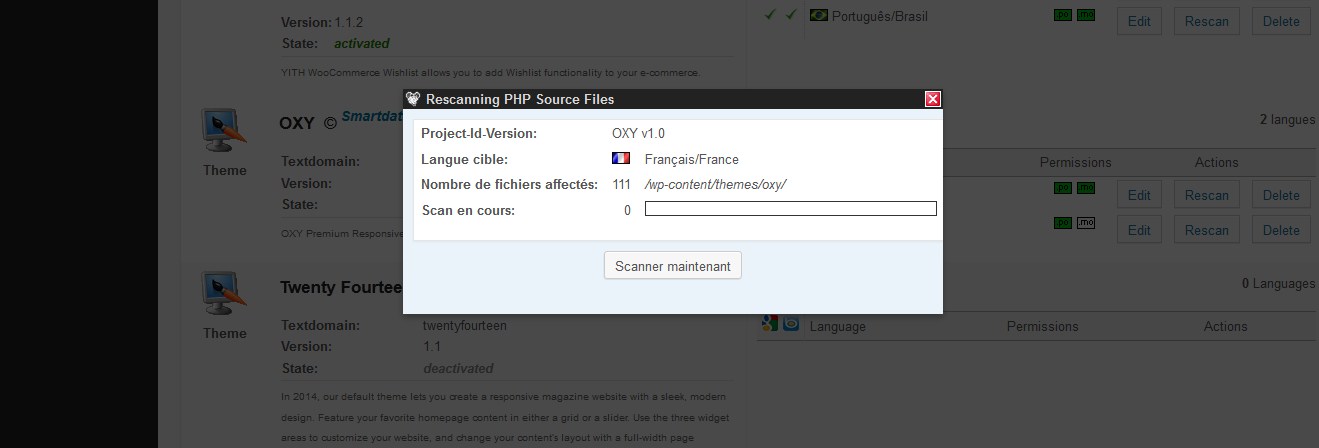 Version: 1.1.2
State: activated
YITH WooCommerce Wishlist allows you to add Wishlist functionality to your e-commerce.
Português/Brasil .po .mo Edit Rescan Delete
Rescanning PHP Source Files
Project-Id-Version: OXY v1.0
Langue cible: Français/France
Nombre de fichiers affectés: 111 /wp-content/themes/oxy/
Scan en cours: 0
Scanner maintenant
Theme
OXY ©
Textdomain:
Version:
State:
OXY Premium Responsive
2 langues
Permissions Actions
.po .mo Edit Rescan Delete
.po .mo Edit Rescan Delete
Theme
Textdomain: twentyfourteen
Version: 1.1
State: deactivated
In 2014, our default theme lets you create a responsive magazine website with a sleek, modern
design. Feature your favorite homepage content in either a grid or a slider. Use the three widget
areas to customize your website, and change your content's layout with a full-width page
0 Languages
Language Permissions Actions